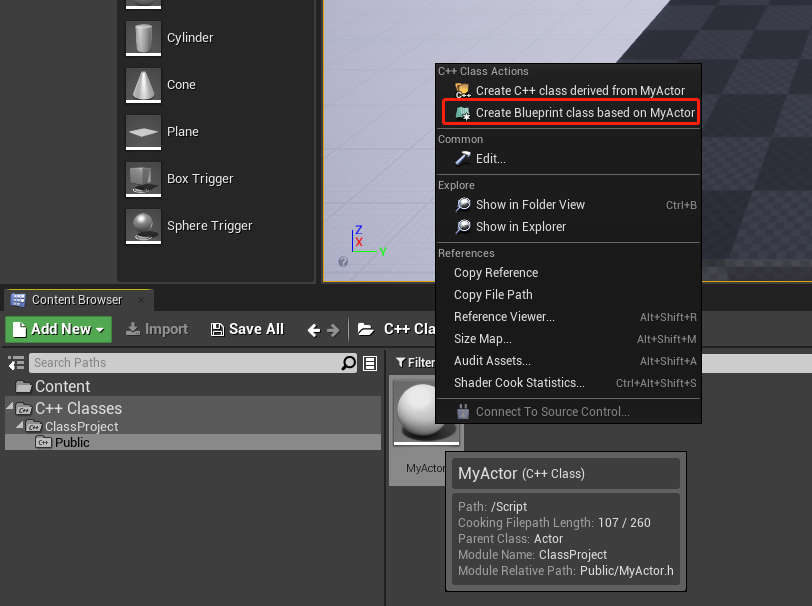 Cylinder
Cone
Plane
Box Trigger
Sphere Trigger
Z
X
Y
?
C++ Class Actions
C++ Create C++ class derived from MyActor
Create Blueprint class based on MyActor
Common
Edit...
Explore
Show in Folder View Ctrl+B
Show in Explorer
References
Copy Reference
Copy File Path
Reference Viewer... Alt+Shift+R
Size Map... Alt+Shift+M
Audit Assets... Alt+Shift+A
Shader Cook Statistics... Ctrl+Alt+Shift+S
Connect To Source Control...
Content Browser
Add New Import Save All C++ Cla
Search Paths
Filter
Content
C++ Classes
ClassProject
Public
MyActor
MyActor (C++ Class)
Path: /Script
Cooking Filepath Length: 107 / 260
Parent Class: Actor
Module Name: ClassProject
Module Relative Path: Public/MyActor.h